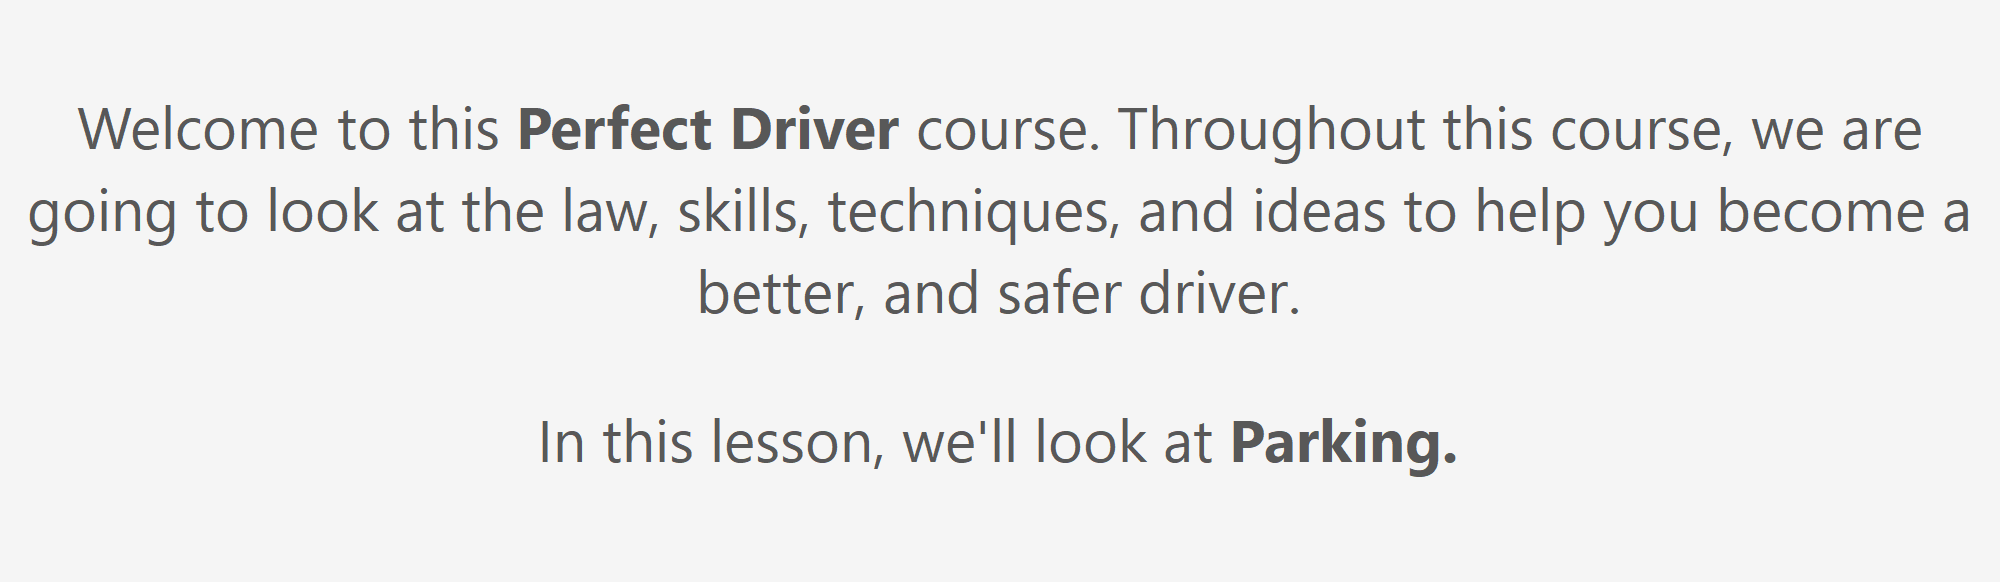 Welcome to this Perfect Driver course. Throughout this course, we are
going to look at the law, skills, techniques, and ideas to help you become a
better, and safer driver.
In this lesson, we'll look at Parking.